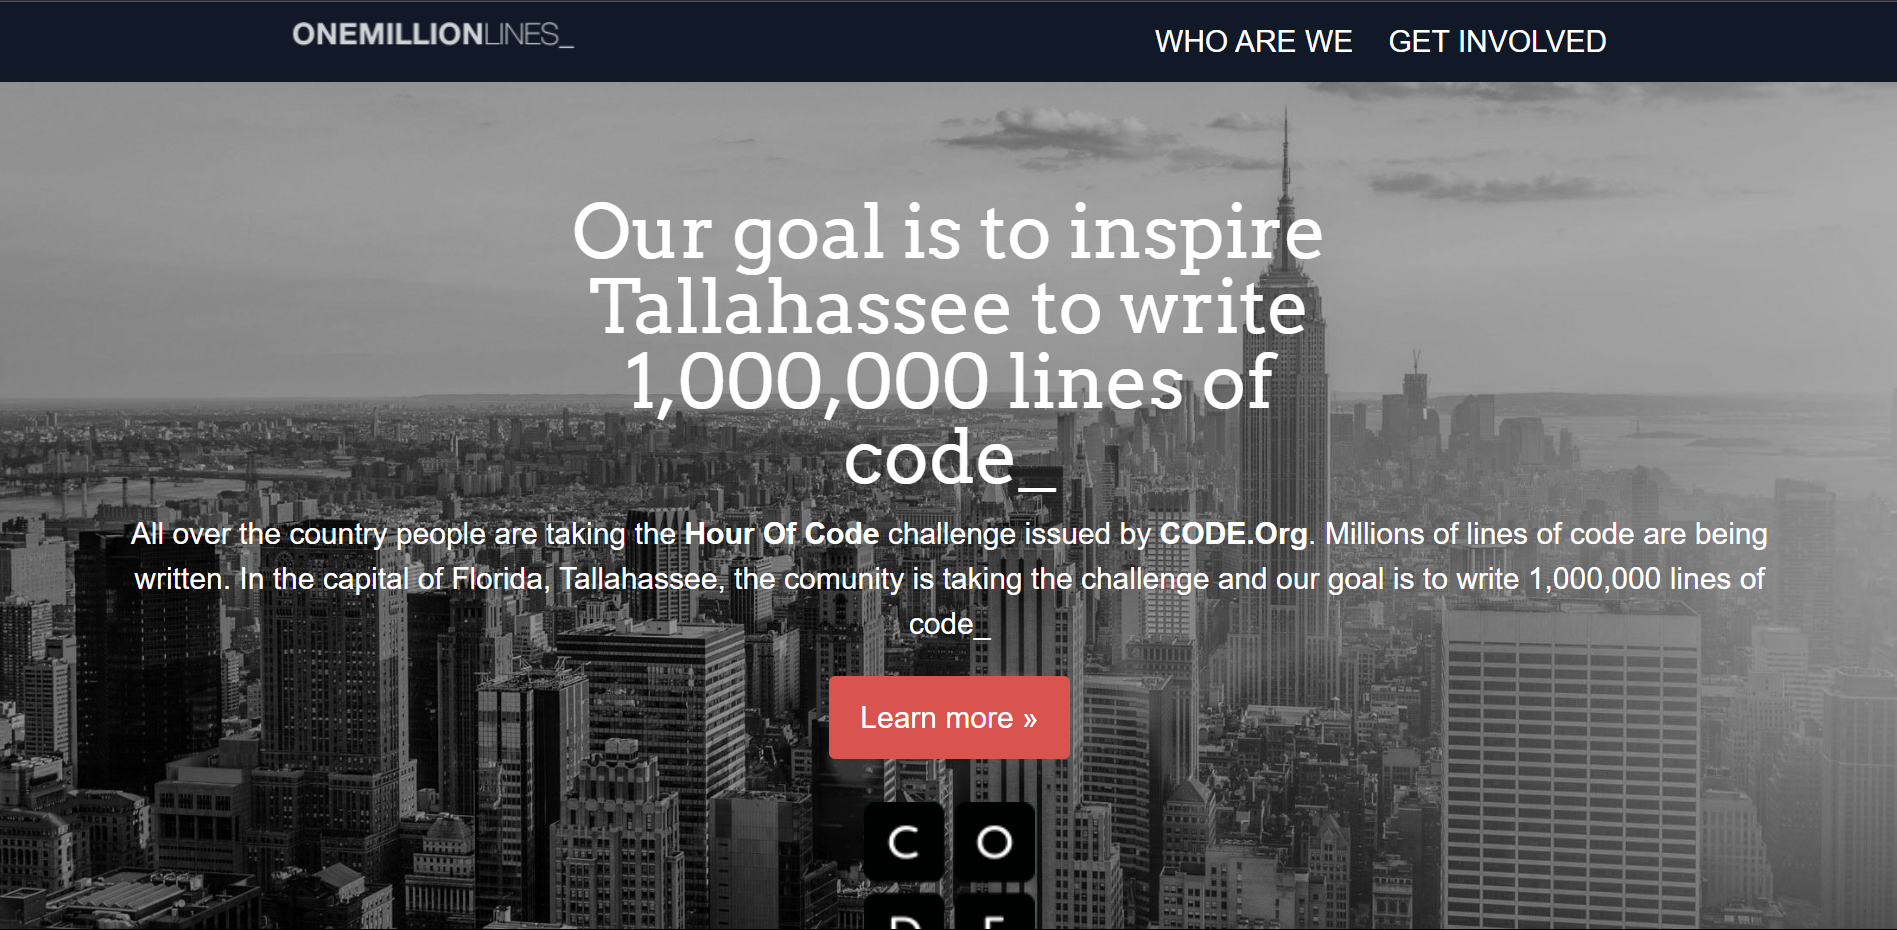 ONEMILLIONLINES_
WHO ARE WE GET INVOLVED
Our goal is to inspire
Tallahassee to write
1,000,000 lines of
code_
All over the country people are taking the Hour Of Code challenge issued by CODE.Org. Millions of lines of code are being
written. In the capital of Florida, Tallahassee, the comunity is taking the challenge and our goal is to write 1,000,000 lines of
code_
Learn more »
C O